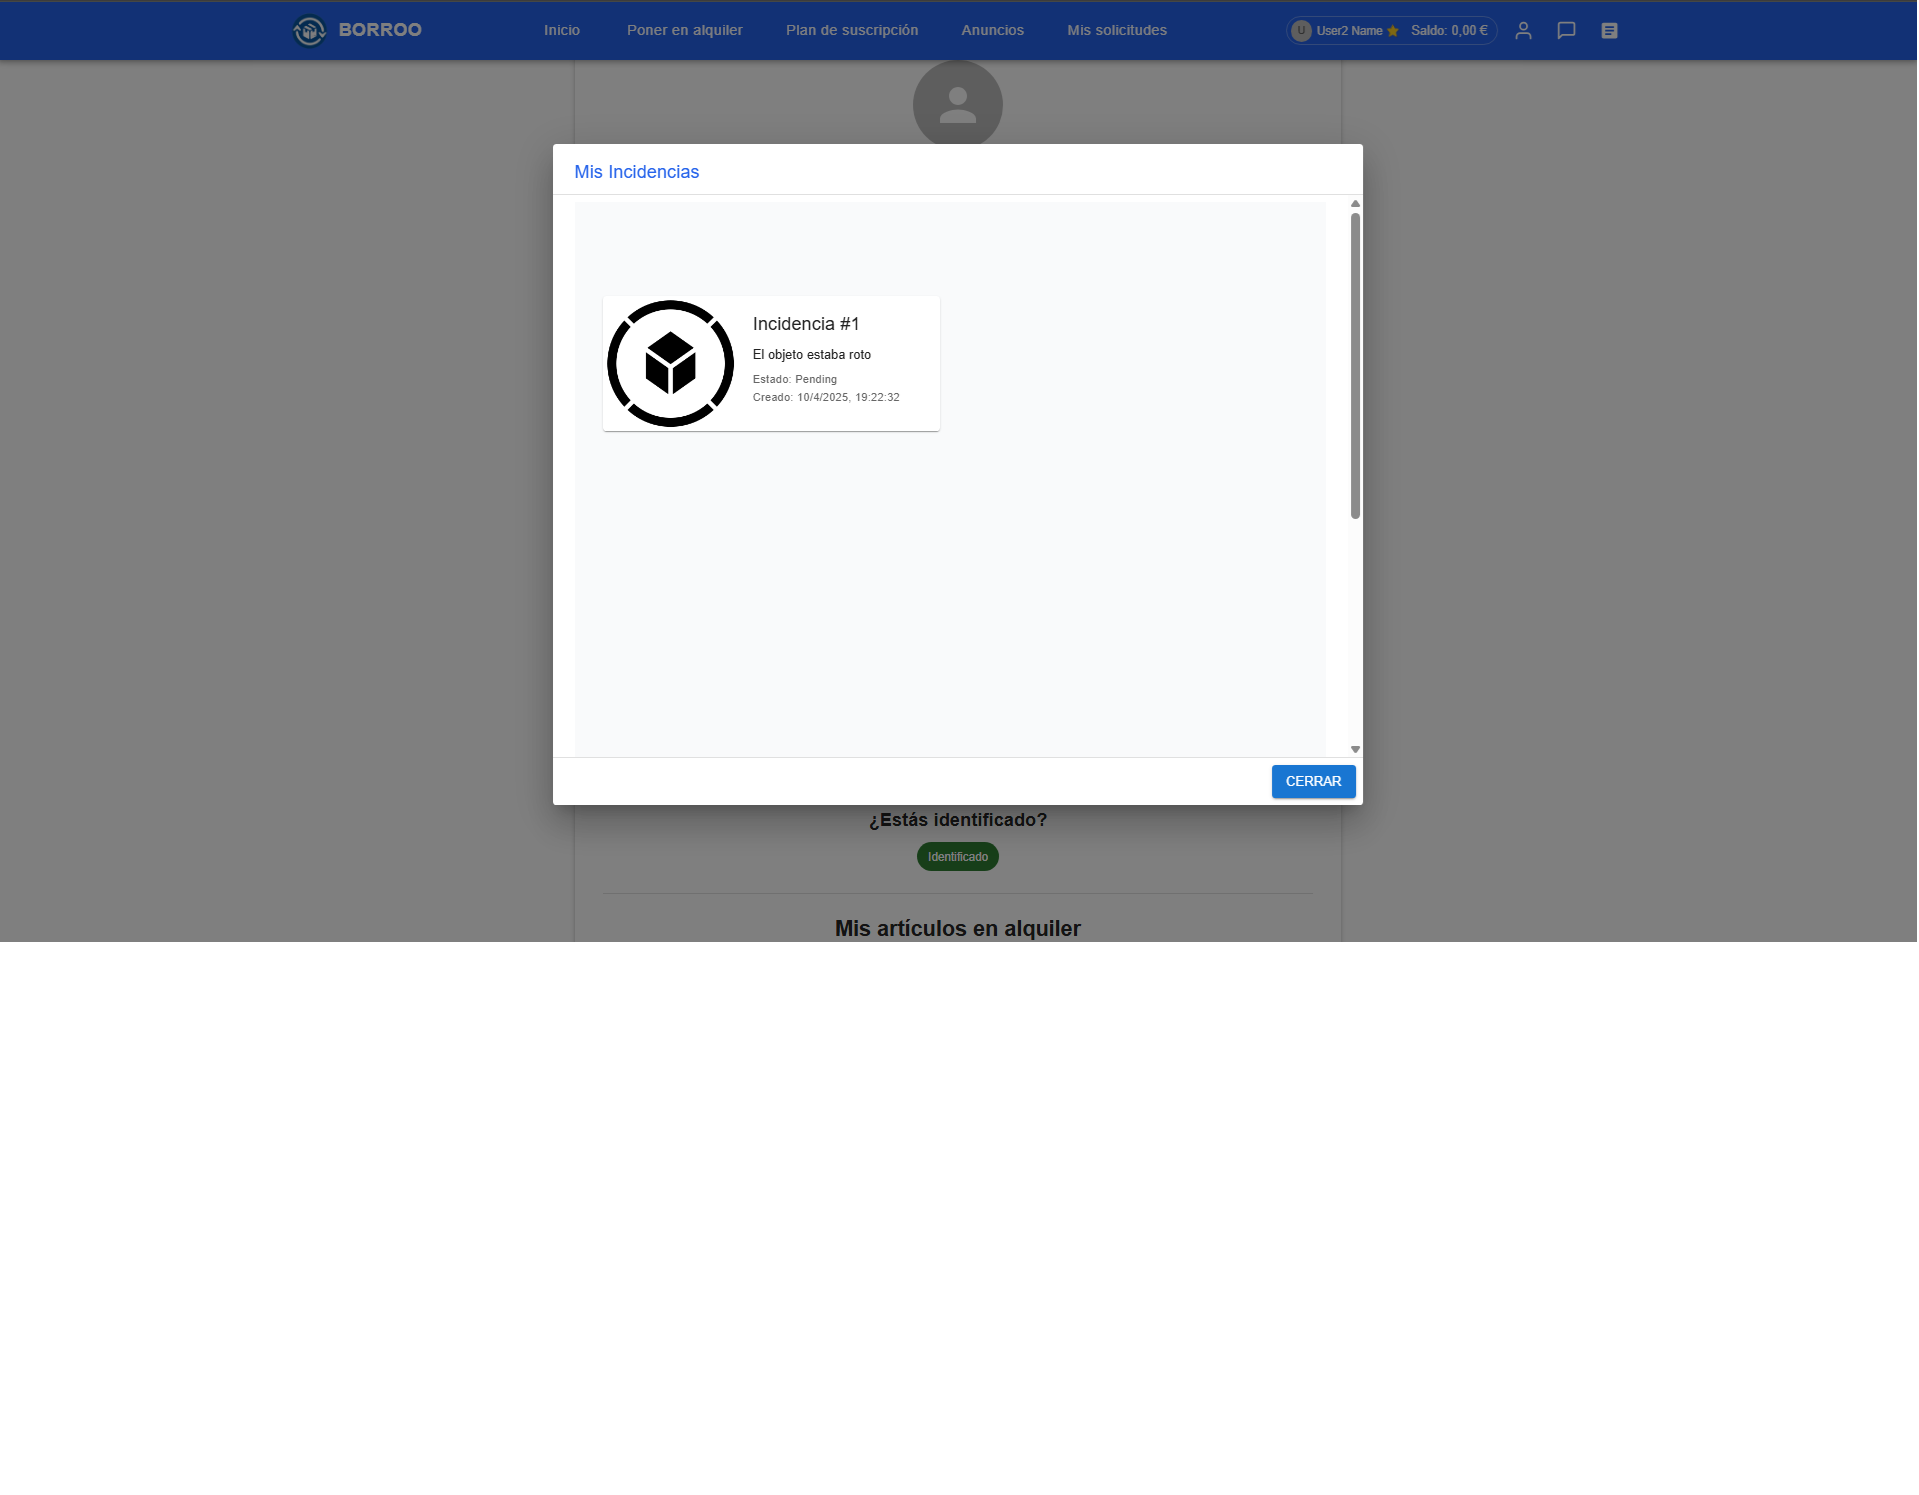 BORROO
Inicio
Poner en alquiler
Plan de suscripción
Anuncios
Mis solicitudes
U
User2 Name
Saldo: 0,00 €
Mis Incidencias
Incidencia #1
El objeto estaba roto
Estado: Pending
Creado: 10/4/2025, 19:22:32
CERRAR
¿Estás identificado?
Identificado
Mis artículos en alquiler